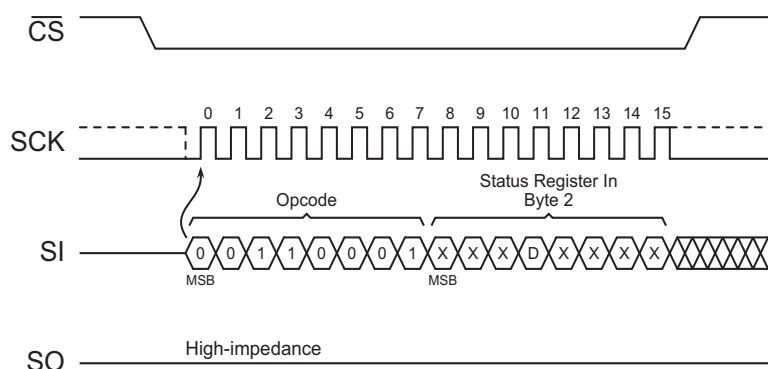 CS
0 1 2 3 4 5 6 7 8 9 10 11 12 13 14 15
SCK
Status Register In
Opcode Byte 2
SI 0 0 1 1 0 0 0 1 X X X D X X X X
MSB MSB
High-impedance
SO